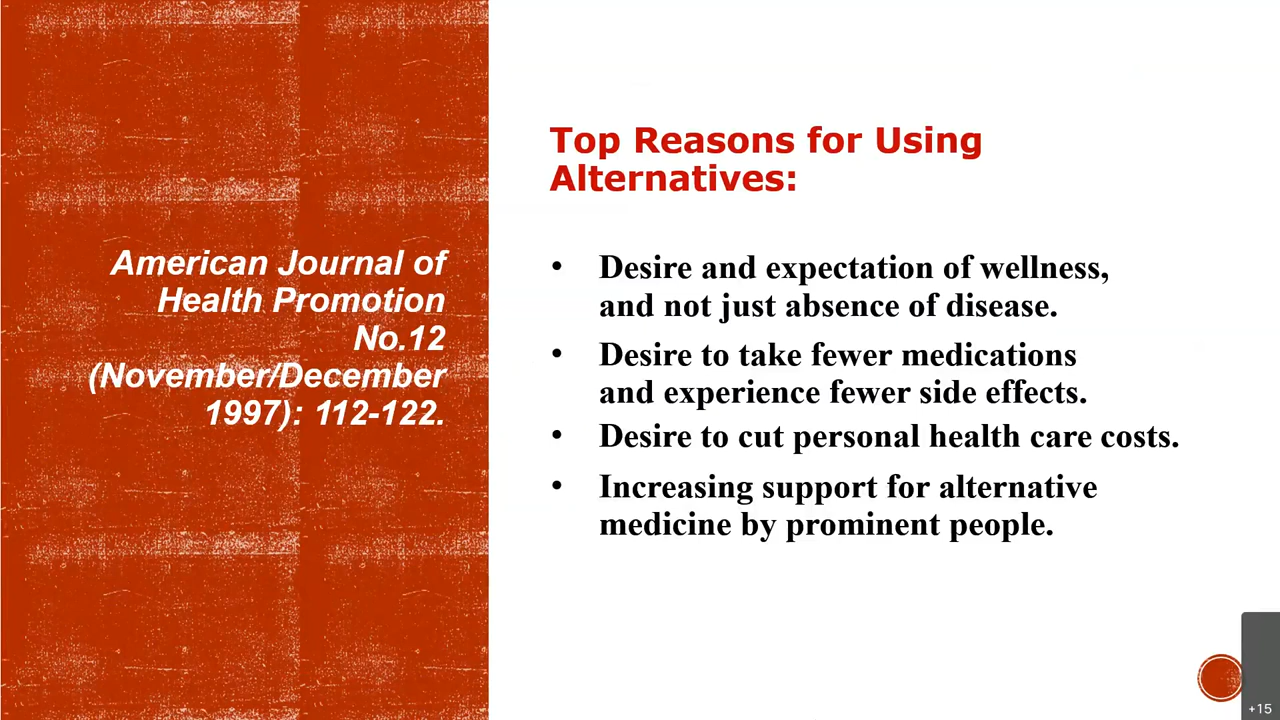 American Journal of
Health Promotion
No.12
(November/December
1997): 112-122.
Top Reasons for Using
Alternatives:
• Desire and expectation of wellness,
and not just absence of disease.
• Desire to take fewer medications
and experience fewer side effects.
• Desire to cut personal health care costs.
• Increasing support for alternative
medicine by prominent people.
+15